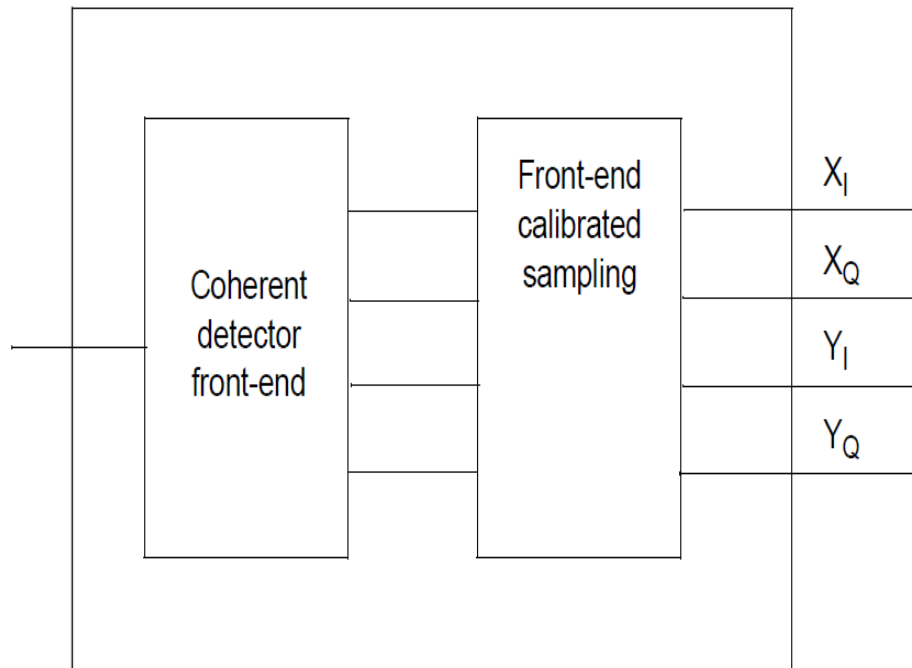 Coherent
detector
front-end
Front-end
calibrated
sampling
X_I
X_Q
Y_I
Y_Q